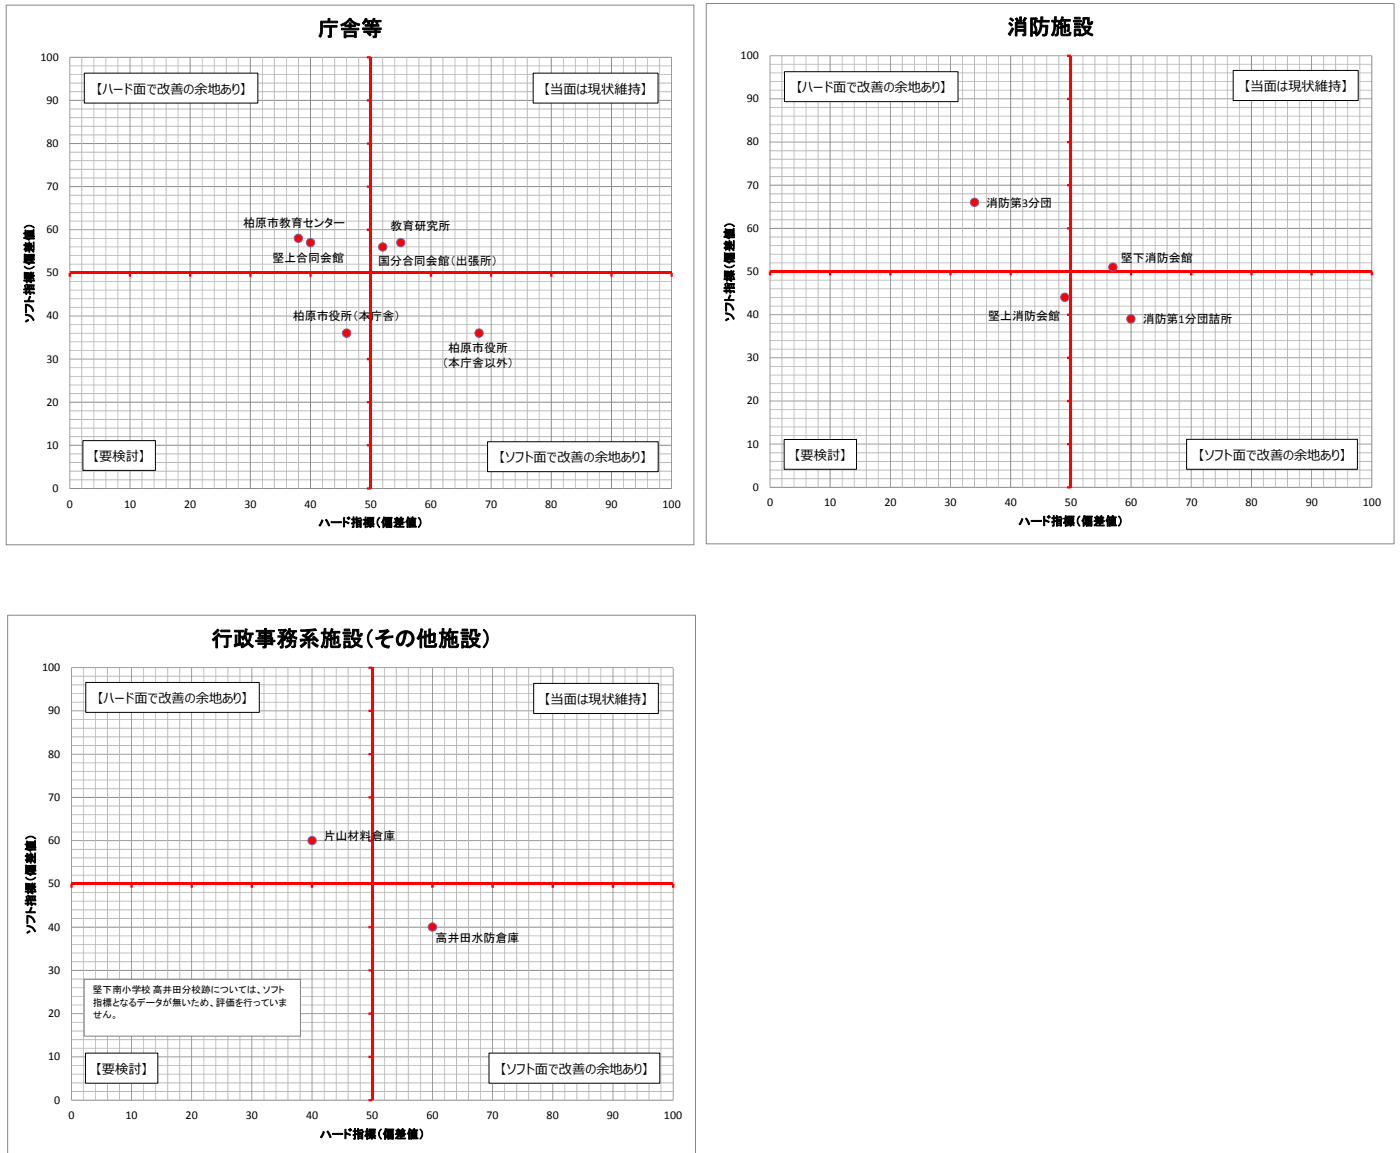 庁舎等
100
【ハード面で改善の余地あり】
【当面は現状維持】
90
80
70
柏原市教育センター
教育研究所
60
堅上合同会館
国分合同会館(出張所)
50
ソフト指標(偏差値)
柏原市役所(本庁舎)
40
柏原市役所
(本庁舎以外)
30
20
【要検討】
【ソフト面で改善の余地あり】
10
0
0 10 20 30 40 50 60 70 80 90 100
ハード指標(偏差値)
消防施設
100
【ハード面で改善の余地あり】
【当面は現状維持】
90
80
70
消防第3分団
60
堅下消防会館
50
ソフト指標(偏差値)
堅上消防会館
消防第1分団詰所
40
30
20
【要検討】
【ソフト面で改善の余地あり】
10
0
0 10 20 30 40 50 60 70 80 90 100
ハード指標(偏差値)
行政事務系施設(その他施設)
100
【ハード面で改善の余地あり】
【当面は現状維持】
90
80
70
片山材料倉庫
60
50
ソフト指標(偏差値)
40
高井田水防倉庫
30
堅下南小学校 高井田分校跡については、ソフト
指標となるデータが無いため、評価を行っていま
せん。
20
10
【要検討】
【ソフト面で改善の余地あり】
0
0 10 20 30 40 50 60 70 80 90 100
ハード指標(偏差値)